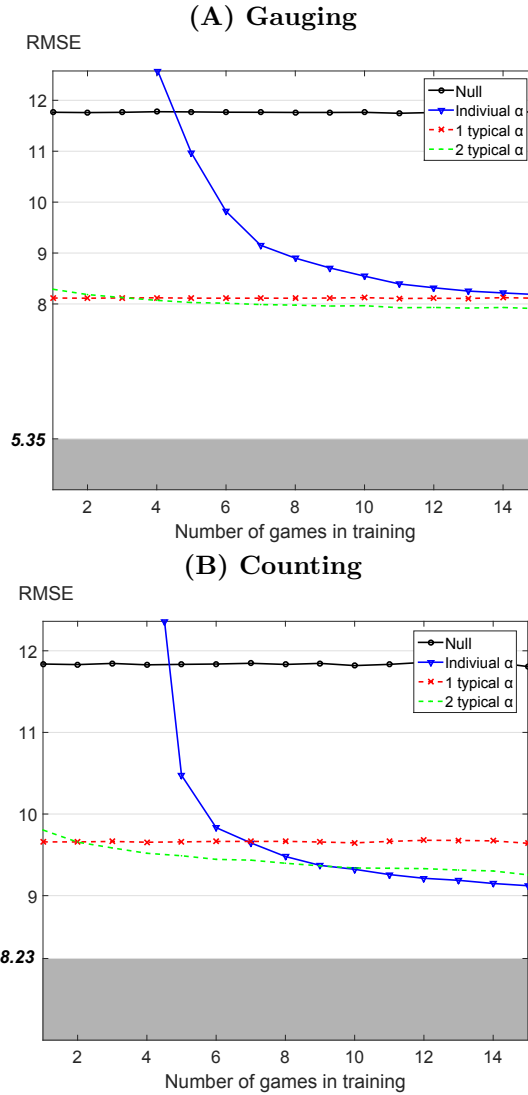 (A) Gauging
RMSE
12
11
10
9
8
5.35
Null
Indiviual α
1 typical α
2 typical α
2 4 6 8 10 12 14
Number of games in training
(B) Counting
RMSE
12
11
10
9
8.23
Null
Indiviual α
1 typical α
2 typical α
2 4 6 8 10 12 14
Number of games in training